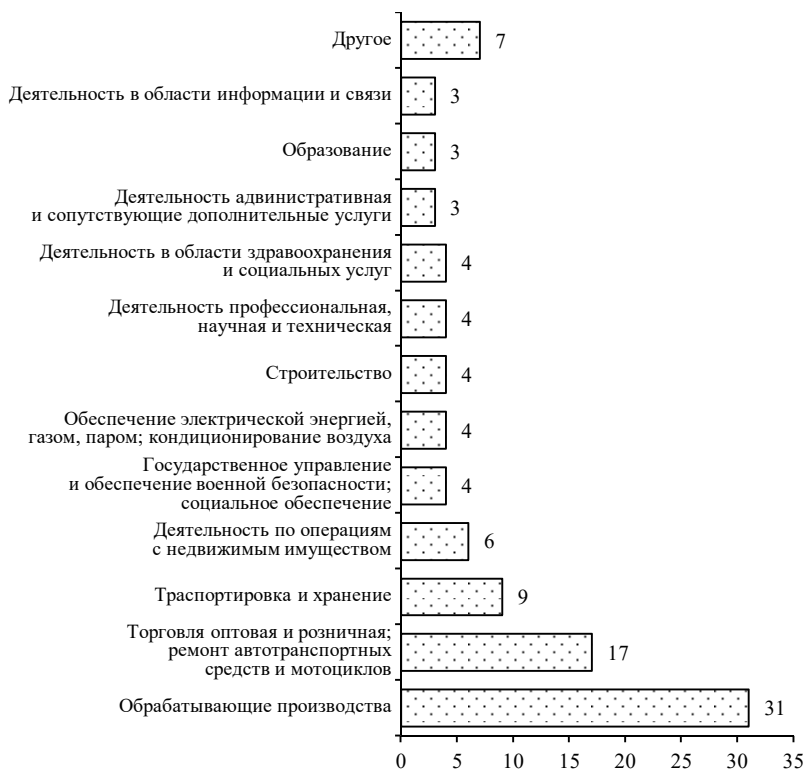 Другое
7
Деятельность в области информации и связи
3
Образование
3
Деятельность адвинистративная
и сопутствующие дополнительные услуги
3
Деятельность в области здравоохранения
и социальных услуг
4
Деятельность профессиональная,
научная и техническая
4
Строительство
4
Обеспечение электрической энергией,
газом, паром; кондиционирование воздуха
4
Государственное управление
и обеспечение военной безопасности;
социальное обеспечение
4
Деятельность по операциям
с недвижимым имуществом
6
Траспортировка и хранение
9
Торговля оптовая и розничная;
ремонт автотранспортных
средств и мотоциклов
17
Обрабатывающие производства
31
0 5 10 15 20 25 30 35